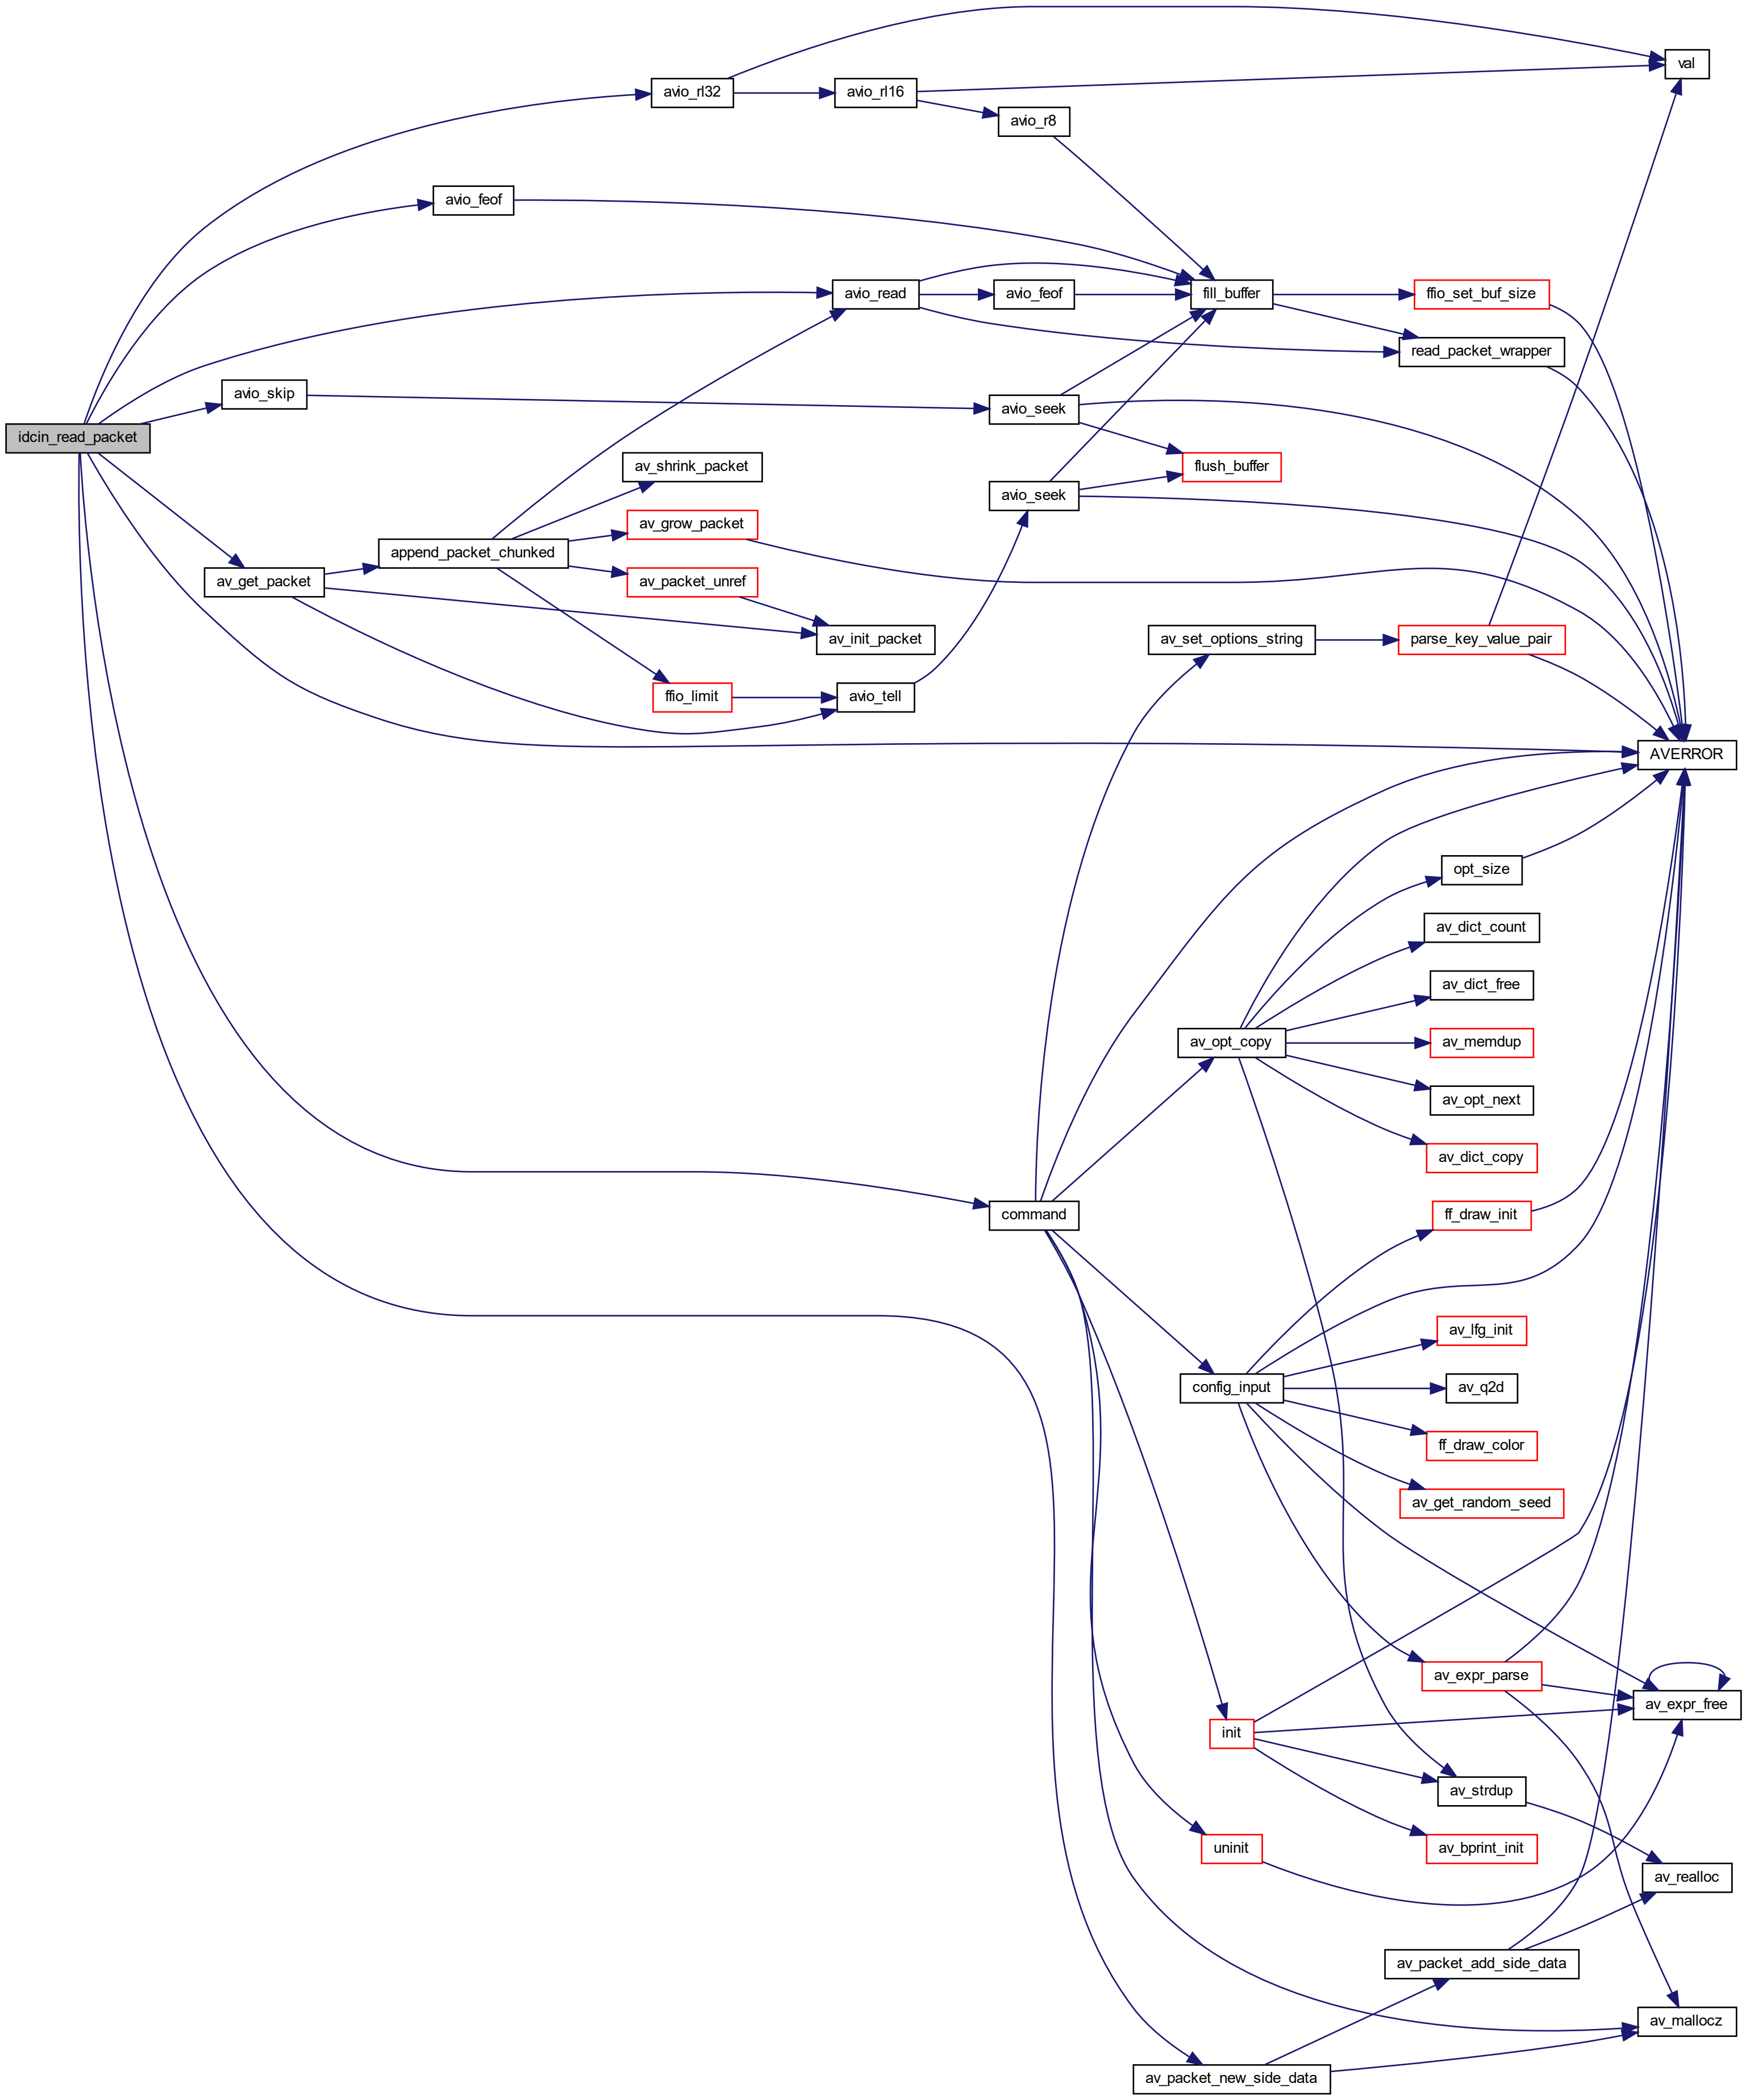 val
avio_rl32
avio_rl16
avio_r8
avio_feof
avio_read
avio_feof
fill_buffer
ffio_set_buf_size
read_packet_wrapper
avio_skip
avio_seek
idcin_read_packet
av_shrink_packet
flush_buffer
avio_seek
av_grow_packet
append_packet_chunked
av_get_packet
av_packet_unref
av_init_packet
av_set_options_string
parse_key_value_pair
ffio_limit
avio_tell
AVERROR
opt_size
av_dict_count
av_dict_free
av_opt_copy
av_memdup
av_opt_next
av_dict_copy
command
ff_draw_init
av_lfg_init
config_input
av_q2d
ff_draw_color
av_get_random_seed
av_expr_parse
av_expr_free
init
av_strdup
uninit
av_bprint_init
av_realloc
av_packet_add_side_data
av_mallocz
av_packet_new_side_data